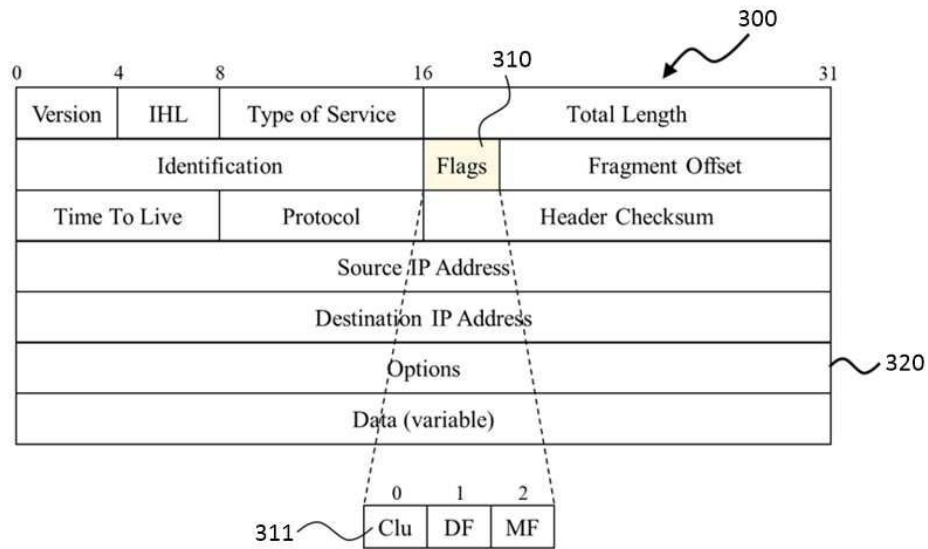 300
310
0 4 8 16 31
Version IHL Type of Service Total Length
Identification Flags Fragment Offset
Time To Live Protocol Header Checksum
Source IP Address
Destination IP Address
Options
320
Data (variable)
0 1 2
311 Clu DF MF